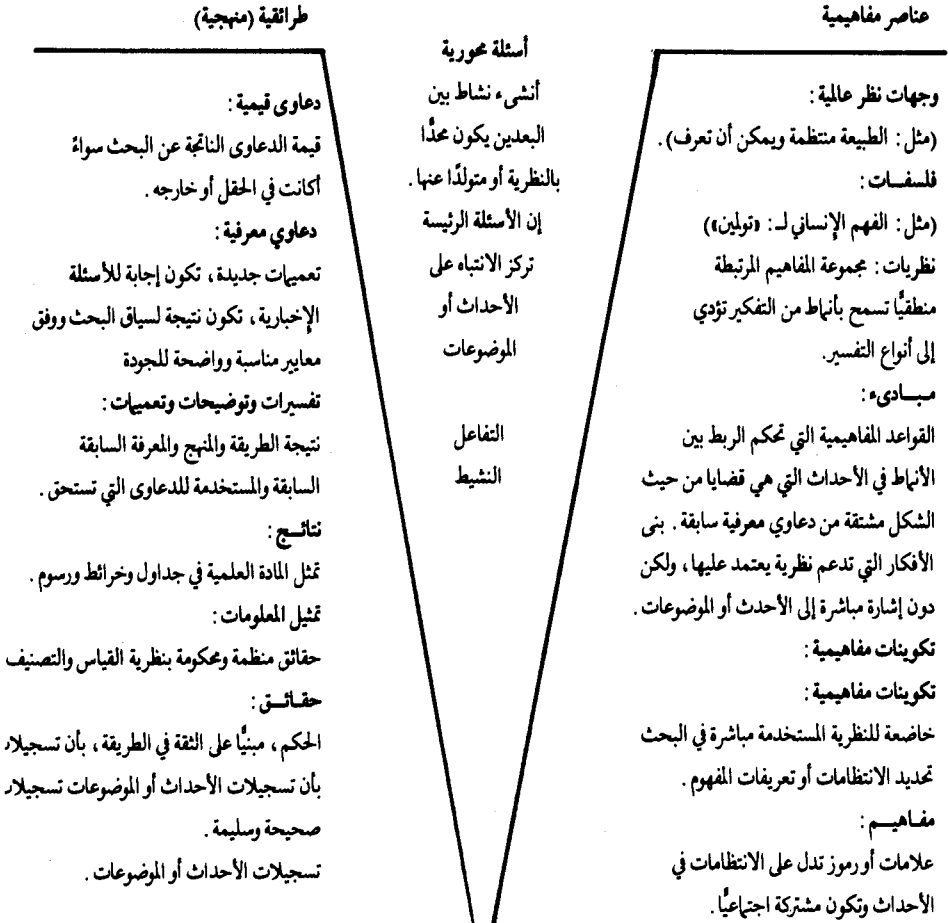 عناصر مفاهيمية
وجهات نظر عالمية :
(مثل : الطبيعة منتظمة ويمكن أن تعرف) .
فلسفــات :
(مثل : الفهم الإنساني لـ : «تولمين»)
نظريات : مجموعة المفاهيم المرتبطة
منطقيًّا تسمح بأنماط من التفكير تؤدي
إلى أنواع التفسير.
مبــادىء :
القواعد المفاهيمية التي تحكم الربط بين
الأنماط في الأحداث التي هي قضايا من حيث
الشكل مشتقة من دعاوي معرفية سابقة . بنى
الأفكار التي تدعم نظرية يعتمد عليها ، ولكن
دون إشارة مباشرة إلى الأحدث أو الموضوعات .
تكوينات مفاهيمية :
تكوينات مفاهيمية :
خاضعة للنظرية المستخدمة مباشرة في البحث
تحديد الانتظامات أو تعريفات المفهوم .
مفـاهيــم :
علامات أو رموز تدل على الانتظامات في
الأحداث وتكون مشتركة اجتماعيًّا .
أسئلة محورية
أنشىء نشاط بين
البعدين يكون محدًّا
بالنظرية أو متولدًا عنها .
إن الأسئلة الرئيسة
تركز الانتباه على
الأحداث أو
الموضوعات
التفاعل
النشيط
طرائقية (منهجية)
دعاوى قيمية :
قيمة الدعاوى الناتجة عن البحث سواءً
أكانت في الحقل أو خارجه .
دعاوي معرفية :
تعميمات جديدة ، تكون إجابة للأسئلة
الإخبارية ، تكون نتيجة لسياق البحث ووفق
معايير مناسبة وواضحة للجودة
تفسيرات وتوضيحات وتعميمات :
نتيجة الطريقة والمنهج والمعرفة السابقة
السابقة والمستخدمة للدعاوى التي تستحق .
نتائــج :
تمثل المادة العلمية في جداول وخرائط ورسوم .
تمثيل المعلومات :
حقائق منظمة ومحكومة بنظرية القياس والتصنيف
حقـائــق :
الحكم ، مبنيًّا على الثقة في الطريقة ، بأن
بأن تسجيلات الأحداث أو الموضوعات
صحيحة وسليمة .
تسجيلات الأحداث أو الموضوعات .